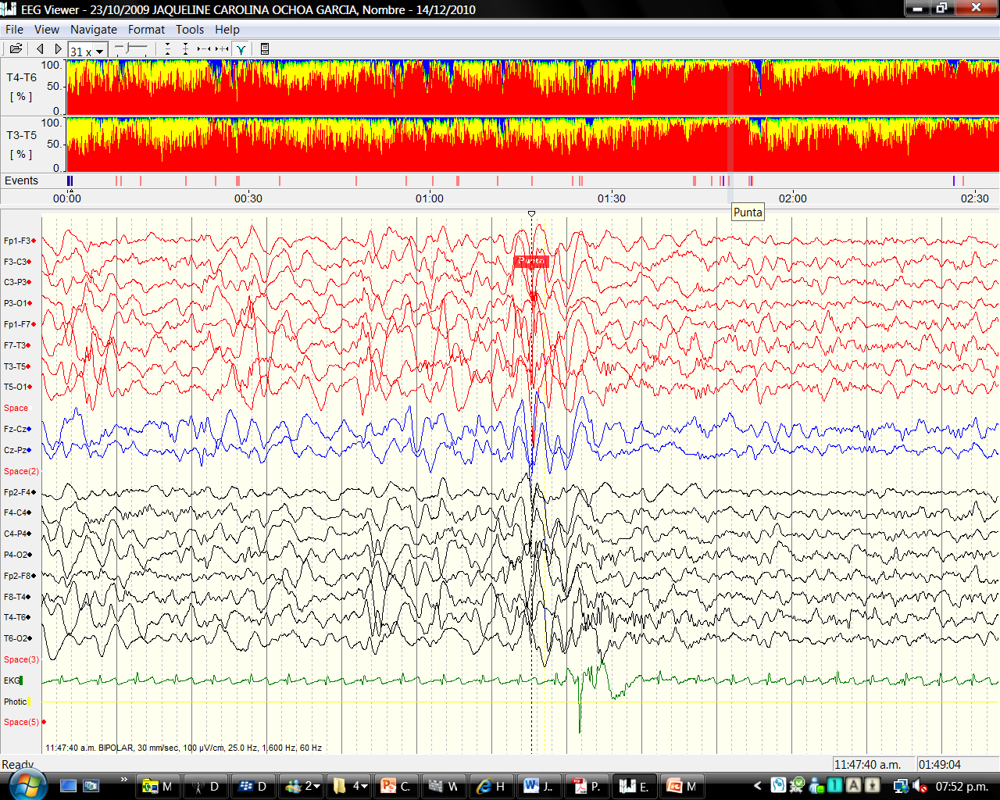 EEG Viewer - 23/10/2009 JAQUELINE CAROLINA OCHOA GARCIA, Nombre - 14/12/2010
File View Navigate Format Tools Help
31 x
T4-T6
[ % ]
100.
50.
0.
T3-T5
[ % ]
100.
50.
0.
Events
00:00 00:30 01:00 01:30 02:00 02:30
Punta
Fp1-F3
F3-C3
C3-P3
P3-O1
Fp1-F7
F7-T3
T3-T5
T5-O1
Space
Fz-Cz
Cz-Pz
Space(2)
Fp2-F4
F4-C4
C4-P4
P4-O2
Fp2-F8
F8-T4
T4-T6
T6-O2
Space(3)
EKG
Photic
Space(5)
11:47:40 a.m. BIPOLAR, 30 mm/sec, 100 µV/cm, 25.0 Hz, 1.600 Hz, 60 Hz
Ready 11:47:40 a.m. 01:49:04
» M D D 2 4 C. W H J.. P. E. M < 1 A 07:52 p.m.